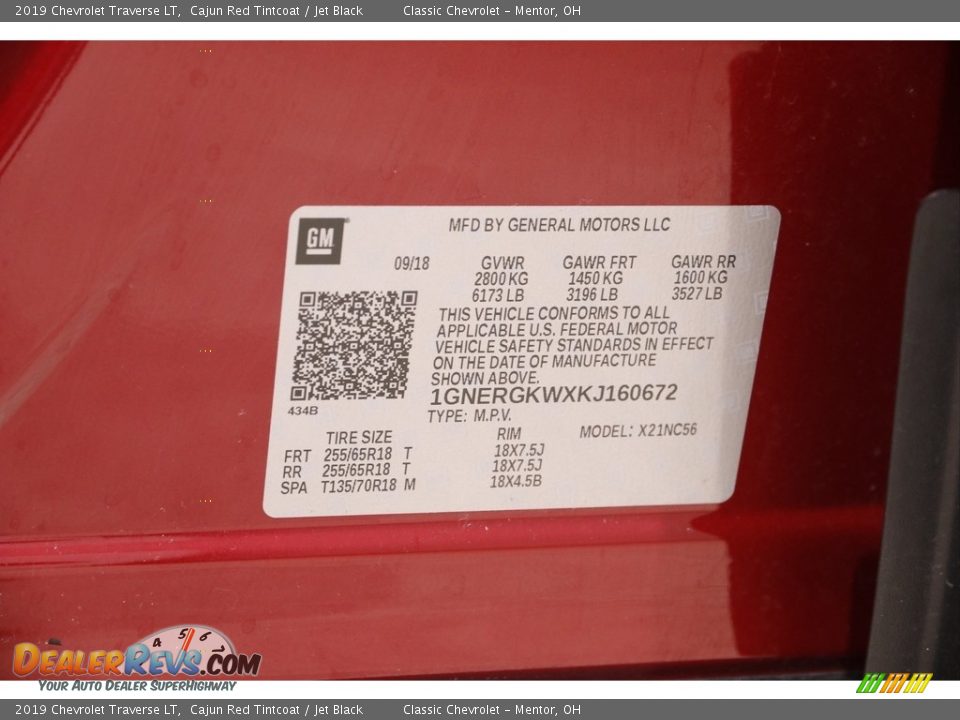 2019 Chevrolet Traverse LT, Cajun Red Tintcoat / Jet Black Classic Chevrolet – Mentor, OH
GM
MFD BY GENERAL MOTORS LLC
09/18 GVWR GAWR FRT GAWR RR
2800 KG 1450 KG 1600 KG
6173 LB 3196 LB 3527 LB
THIS VEHICLE CONFORMS TO ALL
APPLICABLE U.S. FEDERAL MOTOR
VEHICLE SAFETY STANDARDS IN EFFECT
ON THE DATE OF MANUFACTURE
SHOWN ABOVE.
1GNERGKWXKJ160672
434B
TYPE: M.P.V.
TIRE SIZE RIM MODEL: X21NC56
FRT 255/65R18 T 18X7.5J
RR 255/65R18 T 18X7.5J
SPA T135/70R18 M 18X4.5B
4 5 6
DealerRevs.com
Your Auto Dealer SuperHighway
2019 Chevrolet Traverse LT, Cajun Red Tintcoat / Jet Black Classic Chevrolet – Mentor, OH